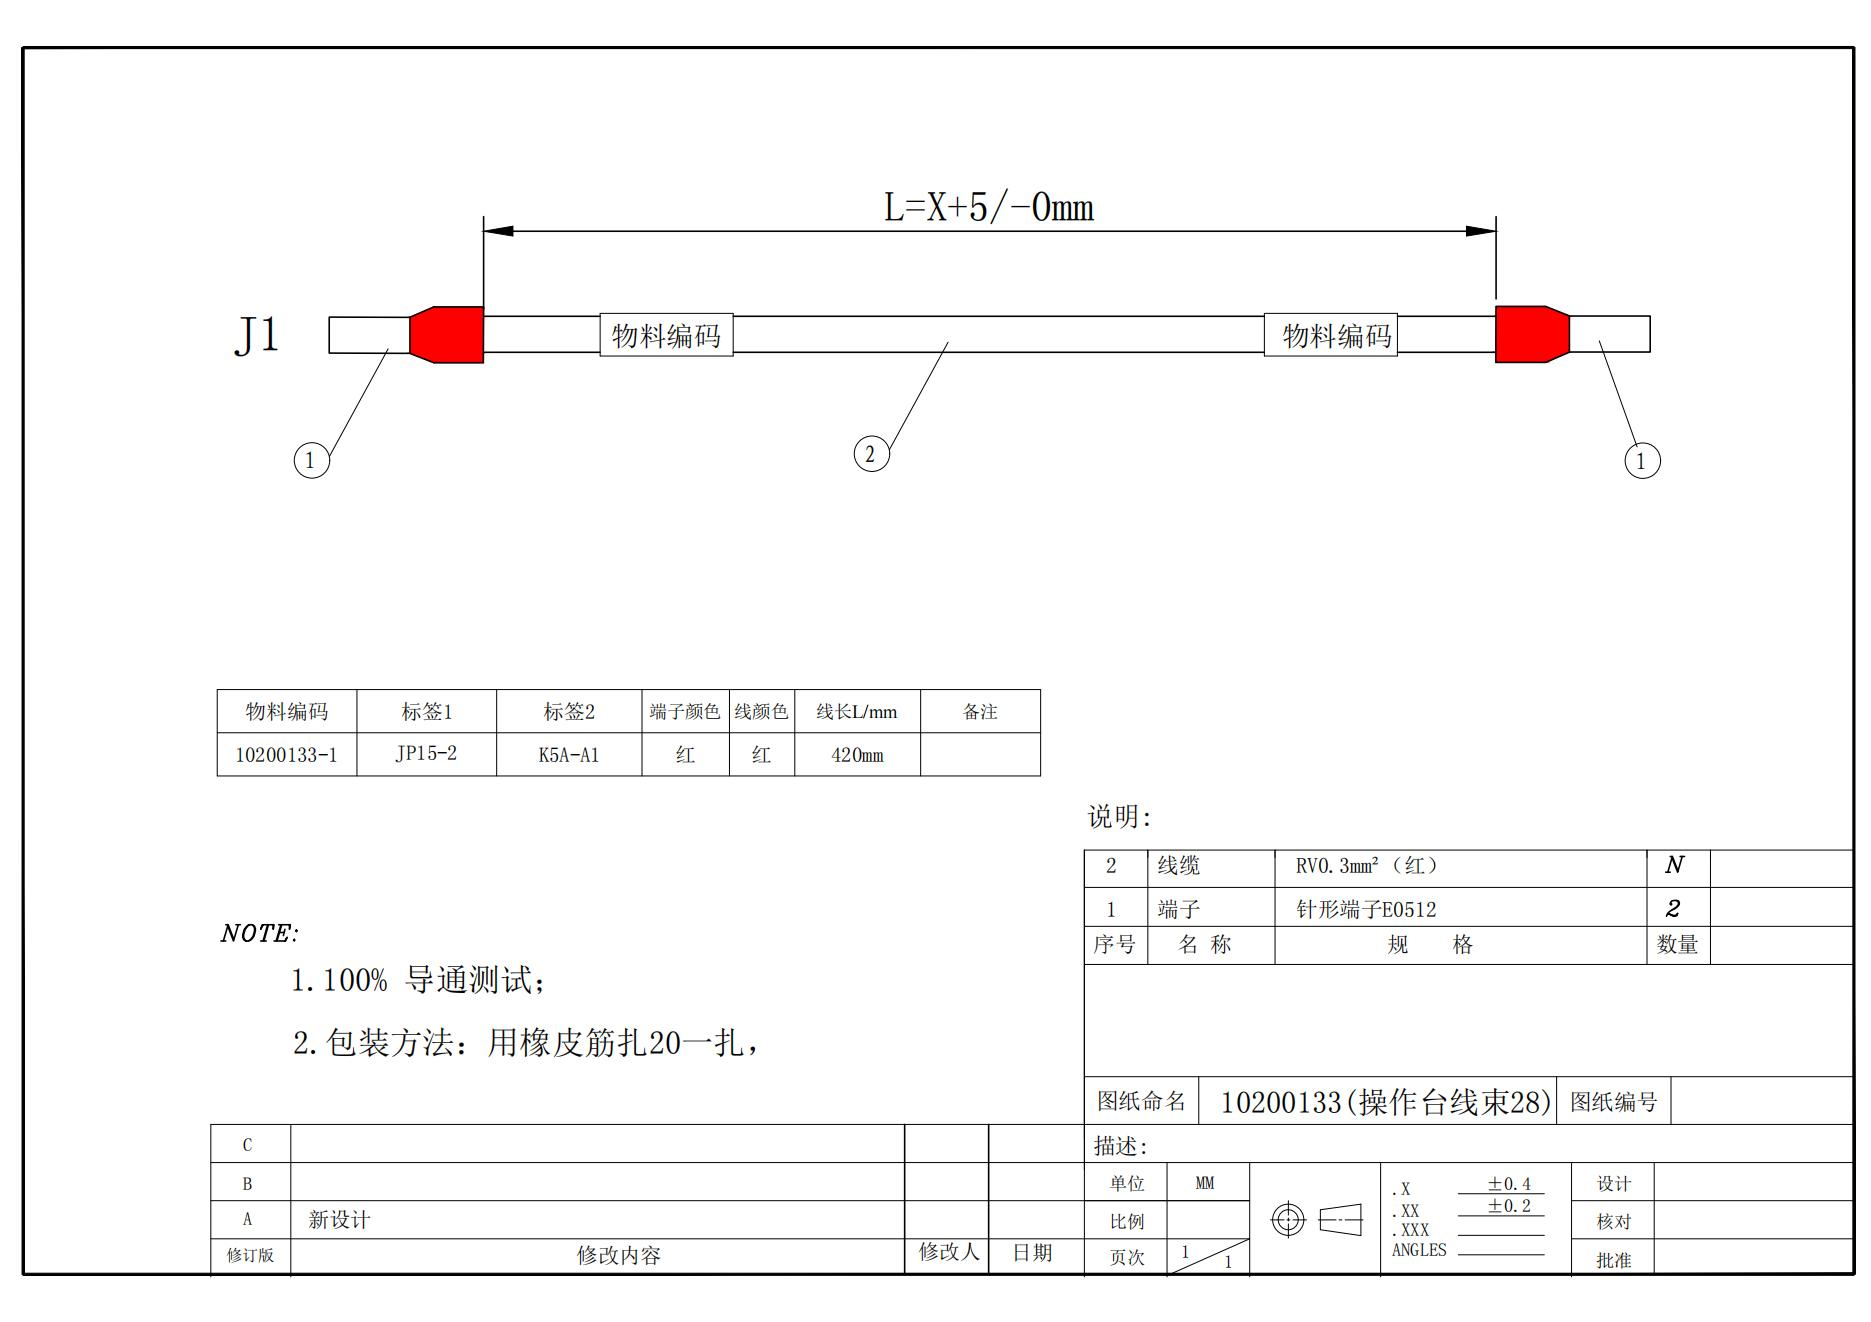 L=X+5/-0mm
J1
物料编码
物料编码
1
2
1
物料编码 标签1 标签2 端子颜色 线颜色 线长L/mm 备注
10200133-1 JP15-2 K5A-A1 红 红 420mm
说明:
2 线缆 RV0.3mm²（红） N
1 端子 针形端子E0512 2
序号 名 称 规 格 数量
NOTE:
1.100% 导通测试；
2.包装方法：用橡皮筋扎20一扎，
图纸命名 10200133(操作台线束28) 图纸编号
C
描述:
B
单位 MM
.X ±0.4
设计
A 新设计
比例
.XX ±0.2
.XXX
核对
修订版 修改内容 修改人 日期
页次 1 1
ANGLES
批准